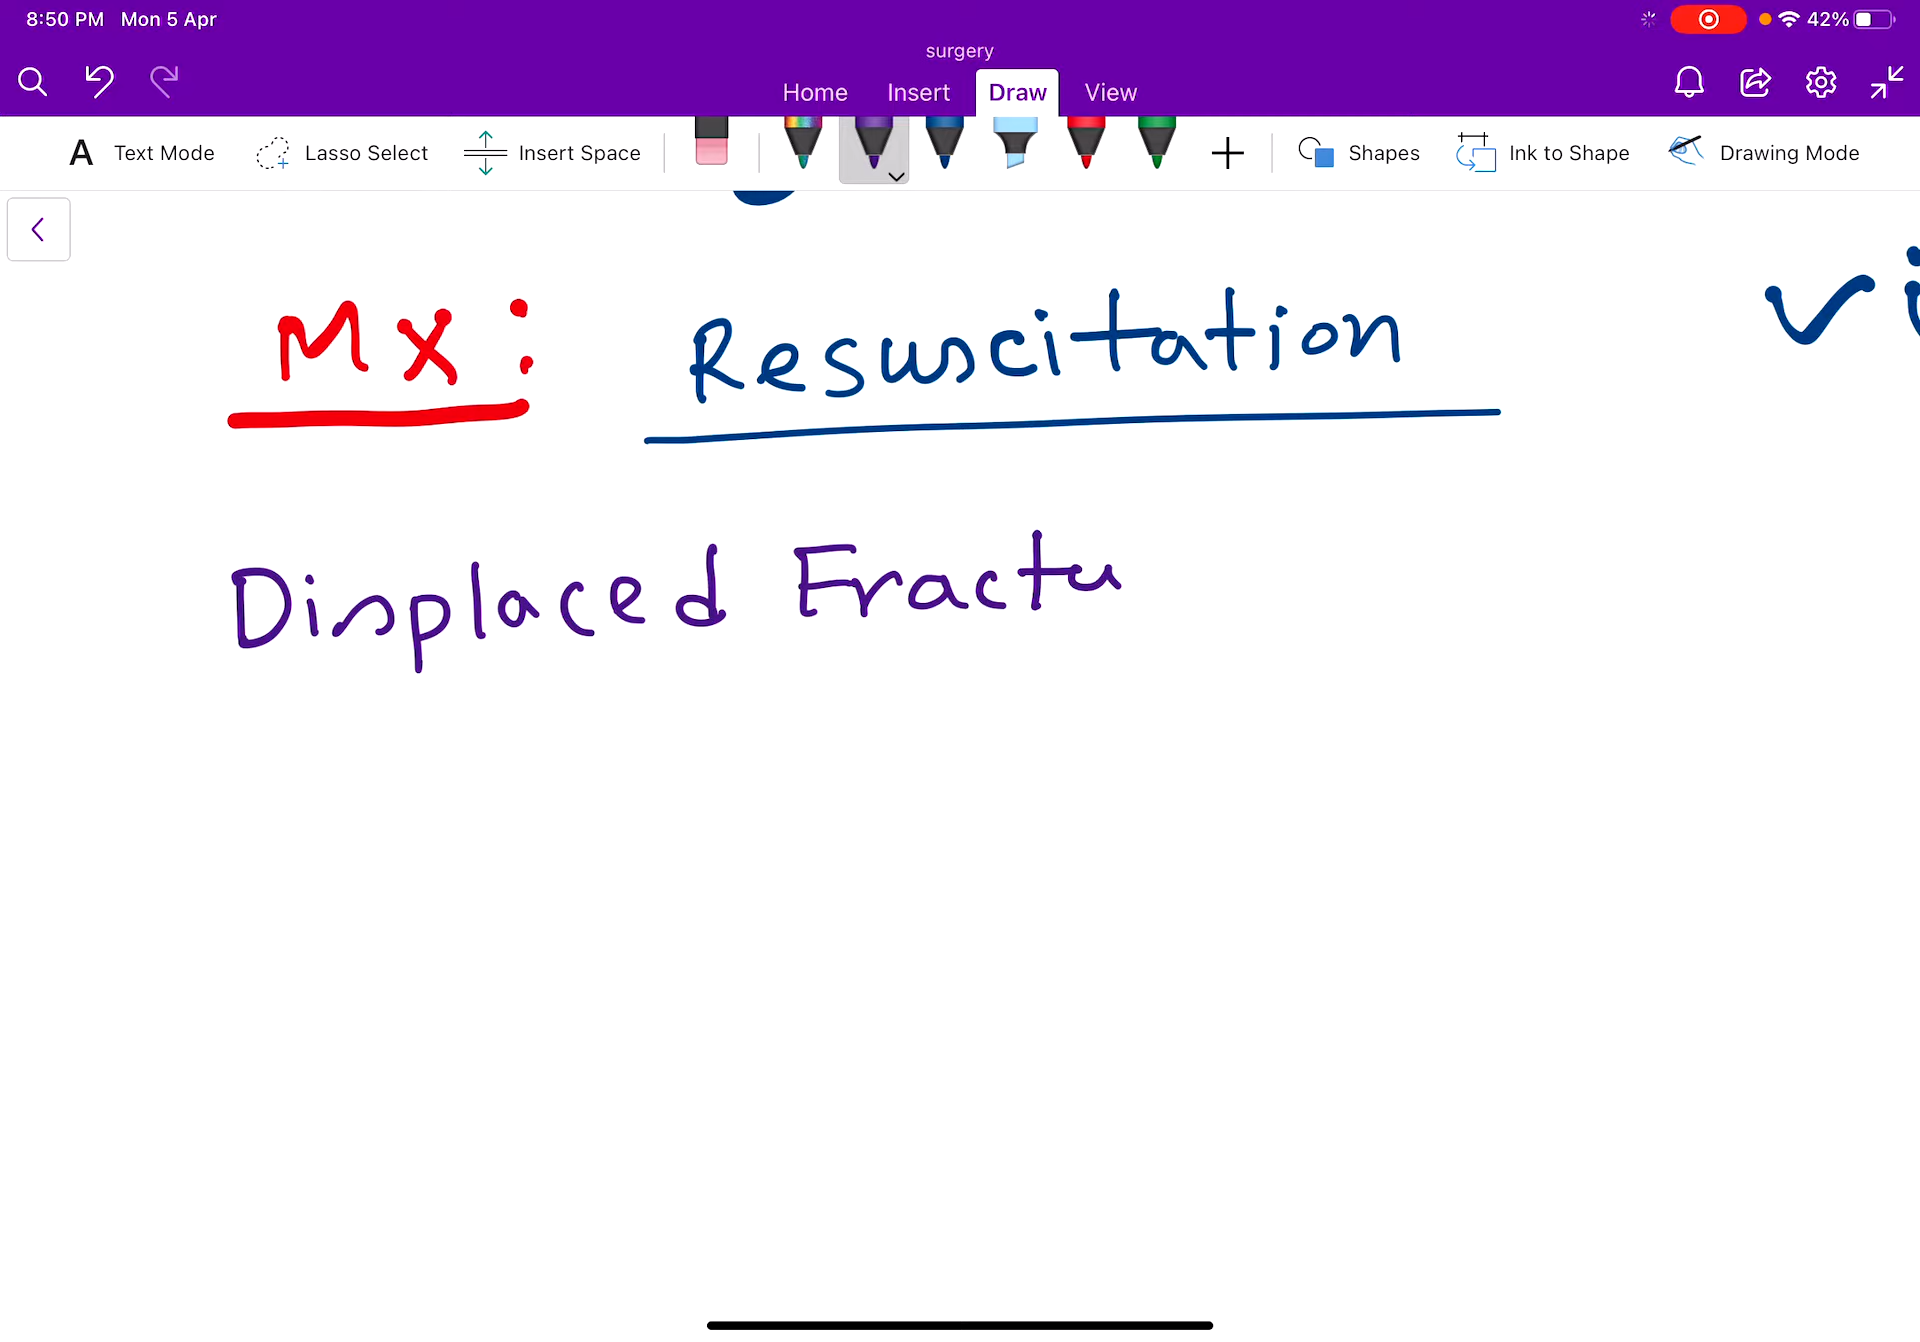 8:50 PM Mon 5 Apr 42%
surgery
Home Insert Draw View
A Text Mode Lasso Select Insert Space Shapes Ink to Shape Drawing Mode
Mx: Resuscitation vi
Displaced Fractu